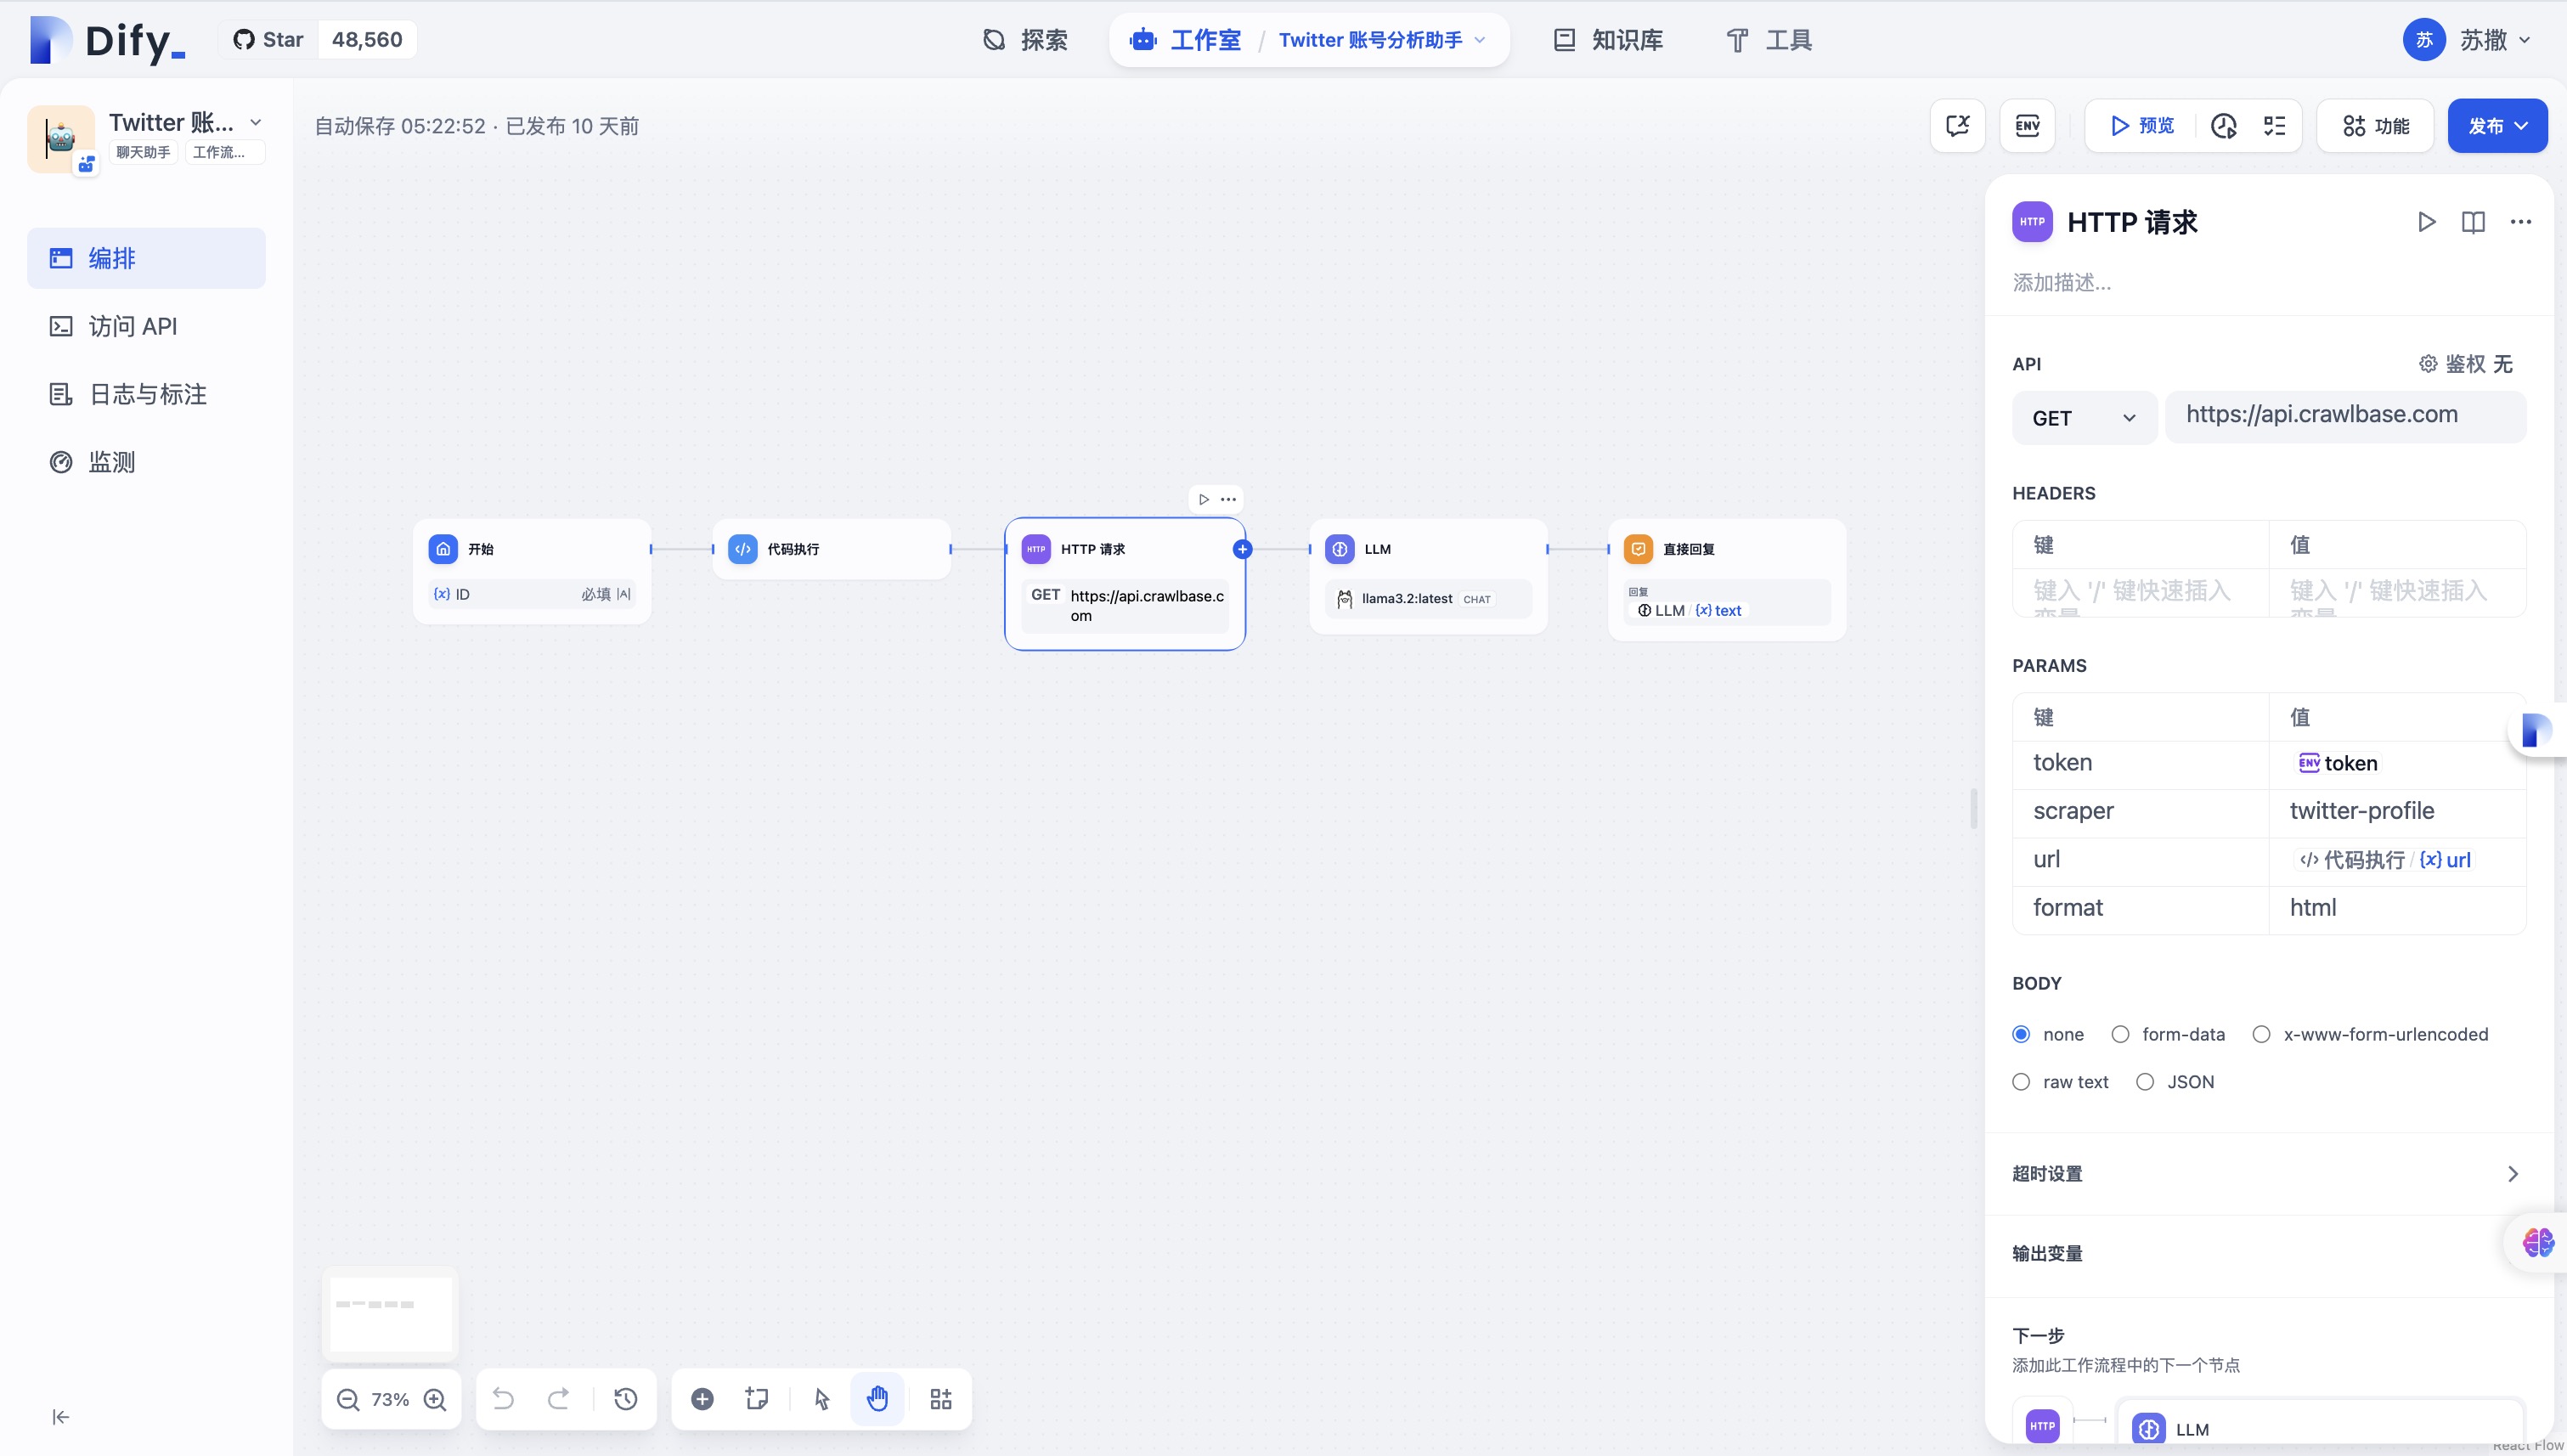 Dify_
Star 48,560
探索
工作室 / Twitter 账号分析助手
知识库
工具
苏 苏撒
Twitter 账...
聊天助手 工作流...
编排
访问 API
日志与标注
监测
自动保存 05:22:52 · 已发布 10 天前
ENV
预览
功能
发布
开始
{x} ID 必填
代码执行
HTTP HTTP 请求
GET https://api.crawlbase.c
om
LLM
llama3.2:latest CHAT
直接回复
回复
LLM / {x} text
73%
HTTP HTTP 请求
添加描述...
API 鉴权 无
GET https://api.crawlbase.com
HEADERS
键 值
键入 '/' 键快速插入 键入 '/' 键快速插入
变量 变量
PARAMS
键 值
token ENV token
scraper twitter-profile
url 代码执行 / {x} url
format html
BODY
none form-data x-www-form-urlencoded
raw text JSON
超时设置
输出变量
下一步
添加此工作流程中的下一个节点
HTTP LLM
React Flow